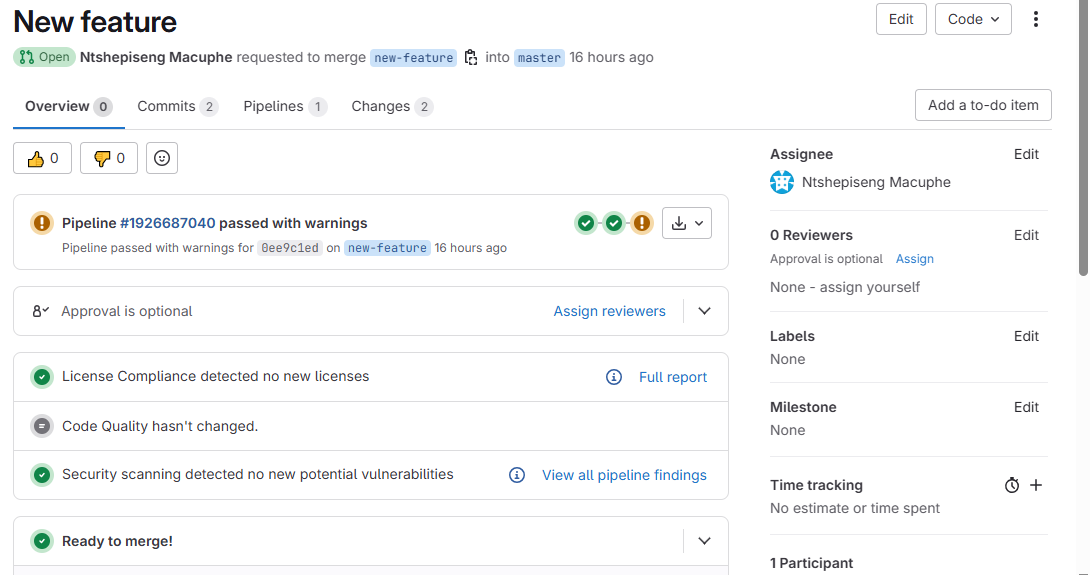 New feature
Edit
Code
Open Ntshepiseng Macuphe requested to merge new-feature into master 16 hours ago
Overview 0 Commits 2 Pipelines 1 Changes 2
Add a to-do item
0 0
Pipeline #1926687040 passed with warnings
Pipeline passed with warnings for 0ee9c1ed on new-feature 16 hours ago
Approval is optional Assign reviewers
License Compliance detected no new licenses Full report
Code Quality hasn't changed.
Security scanning detected no new potential vulnerabilities View all pipeline findings
Ready to merge!
Assignee Edit
Ntshepiseng Macuphe
0 Reviewers Edit
Approval is optional Assign
None - assign yourself
Labels Edit
None
Milestone Edit
None
Time tracking
No estimate or time spent
1 Participant